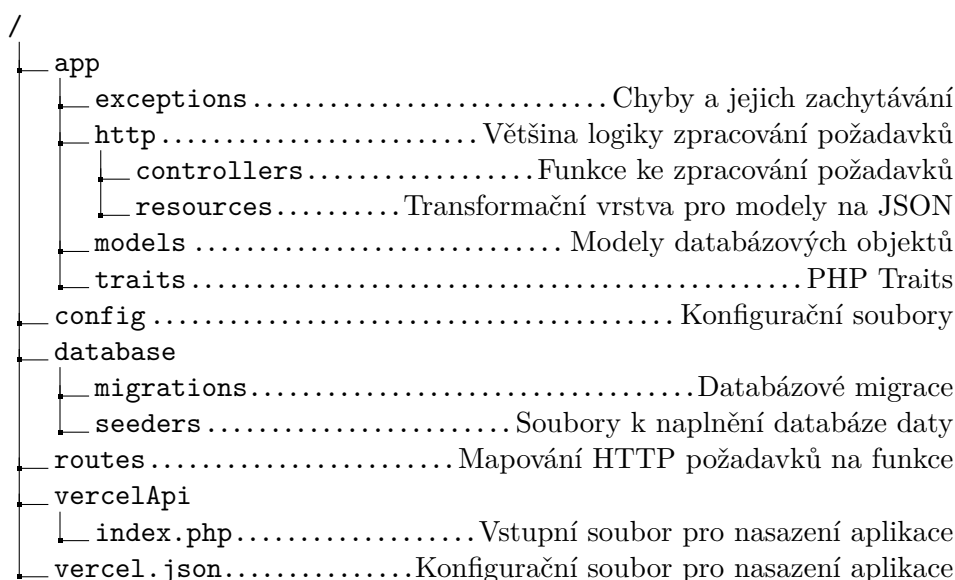 /
app
exceptions............................Chyby a jejich zachytávání
http.........................Většina logiky zpracování požadavků
controllers..................Funkce ke zpracování požadavků
resources..........Transformační vrstva pro modely na JSON
models.............................Modely databázových objektů
traits................................................PHP Traits
config.........................................Konfigurační soubory
database
migrations...................................Databázové migrace
seeders........................Soubory k naplnění databáze daty
routes........................Mapování HTTP požadavků na funkce
vercelApi
index.php...................Vstupní soubor pro nasazení aplikace
vercel.json...............Konfigurační soubor pro nasazení aplikace